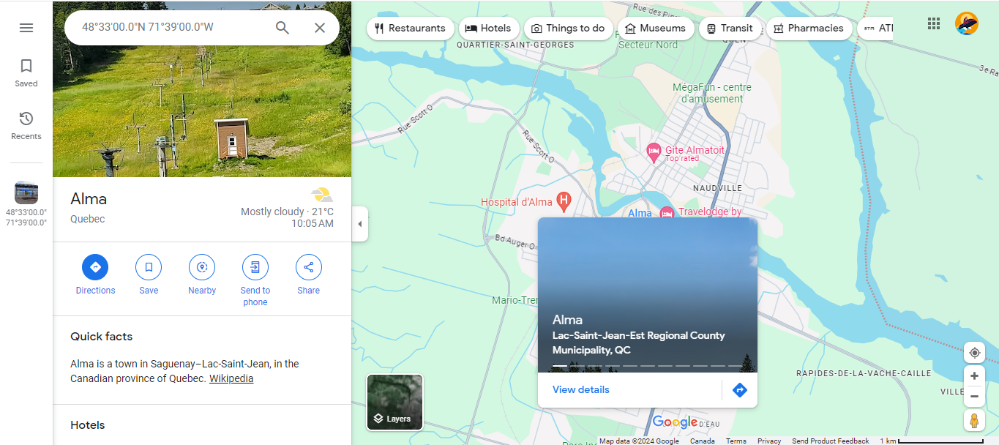 48°33'00.0"N 71°39'00.0"W
Saved
Recents
48°33'00.0"
71°39'00.0"
Alma
Quebec
Mostly cloudy · 21°C
10:05 AM
Directions
Save
Nearby
Send to
phone
Share
Quick facts
Alma is a town in Saguenay–Lac-Saint-Jean, in the
Canadian province of Quebec. Wikipedia
Hotels
Restaurants
Hotels
Things to do
Museums
Transit
Pharmacies
Rue des
QUARTIER-SAINT-GEORGES
Secteur Nord
MégaFun - centre
d'amusement
3e Ra
Rue Scott O
Rue Scott O
Gîte Almatoit
Top rated
NAUDVILLE
Hospital d'Alma
H
Alma
Travelodge by
Bd Auger O
Mario-Tre
Alma
Lac-Saint-Jean-Est Regional County
Municipality, QC
View details
RAPIDES-DE-LA-VACHE-CAILLE
VILLE
Layers
Google
D'EAU
Map data ©2024 Google
Canada
Terms
Privacy
Send Product Feedback
1 km